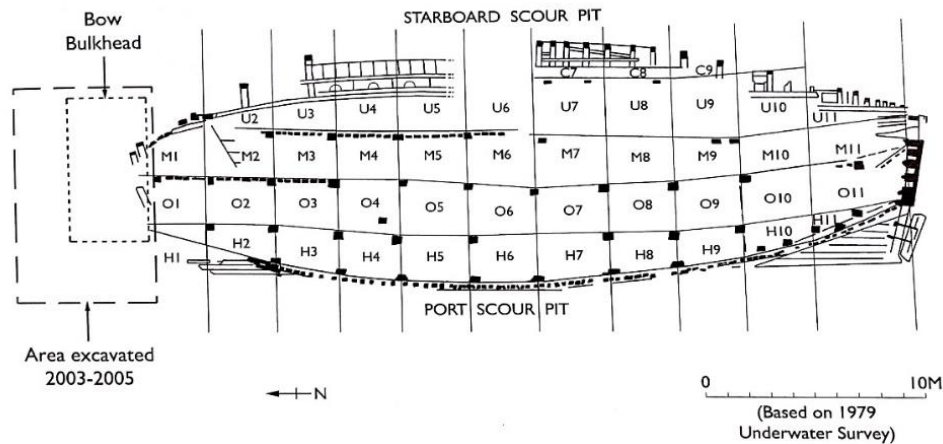 STARBOARD SCOUR PIT
Bow
Bulkhead
C7 C8 C9
U2 U3 U4 U5 U6 U7 U8 U9 U10 U11
M1 M2 M3 M4 M5 M6 M7 M8 M9 M10 M11
O1 O2 O3 O4 O5 O6 O7 O8 O9 O10 O11
H1 H2 H3 H4 H5 H6 H7 H8 H9 H10 H11
PORT SCOUR PIT
Area excavated
2003-2005
N
0 10M
(Based on 1979
Underwater Survey)